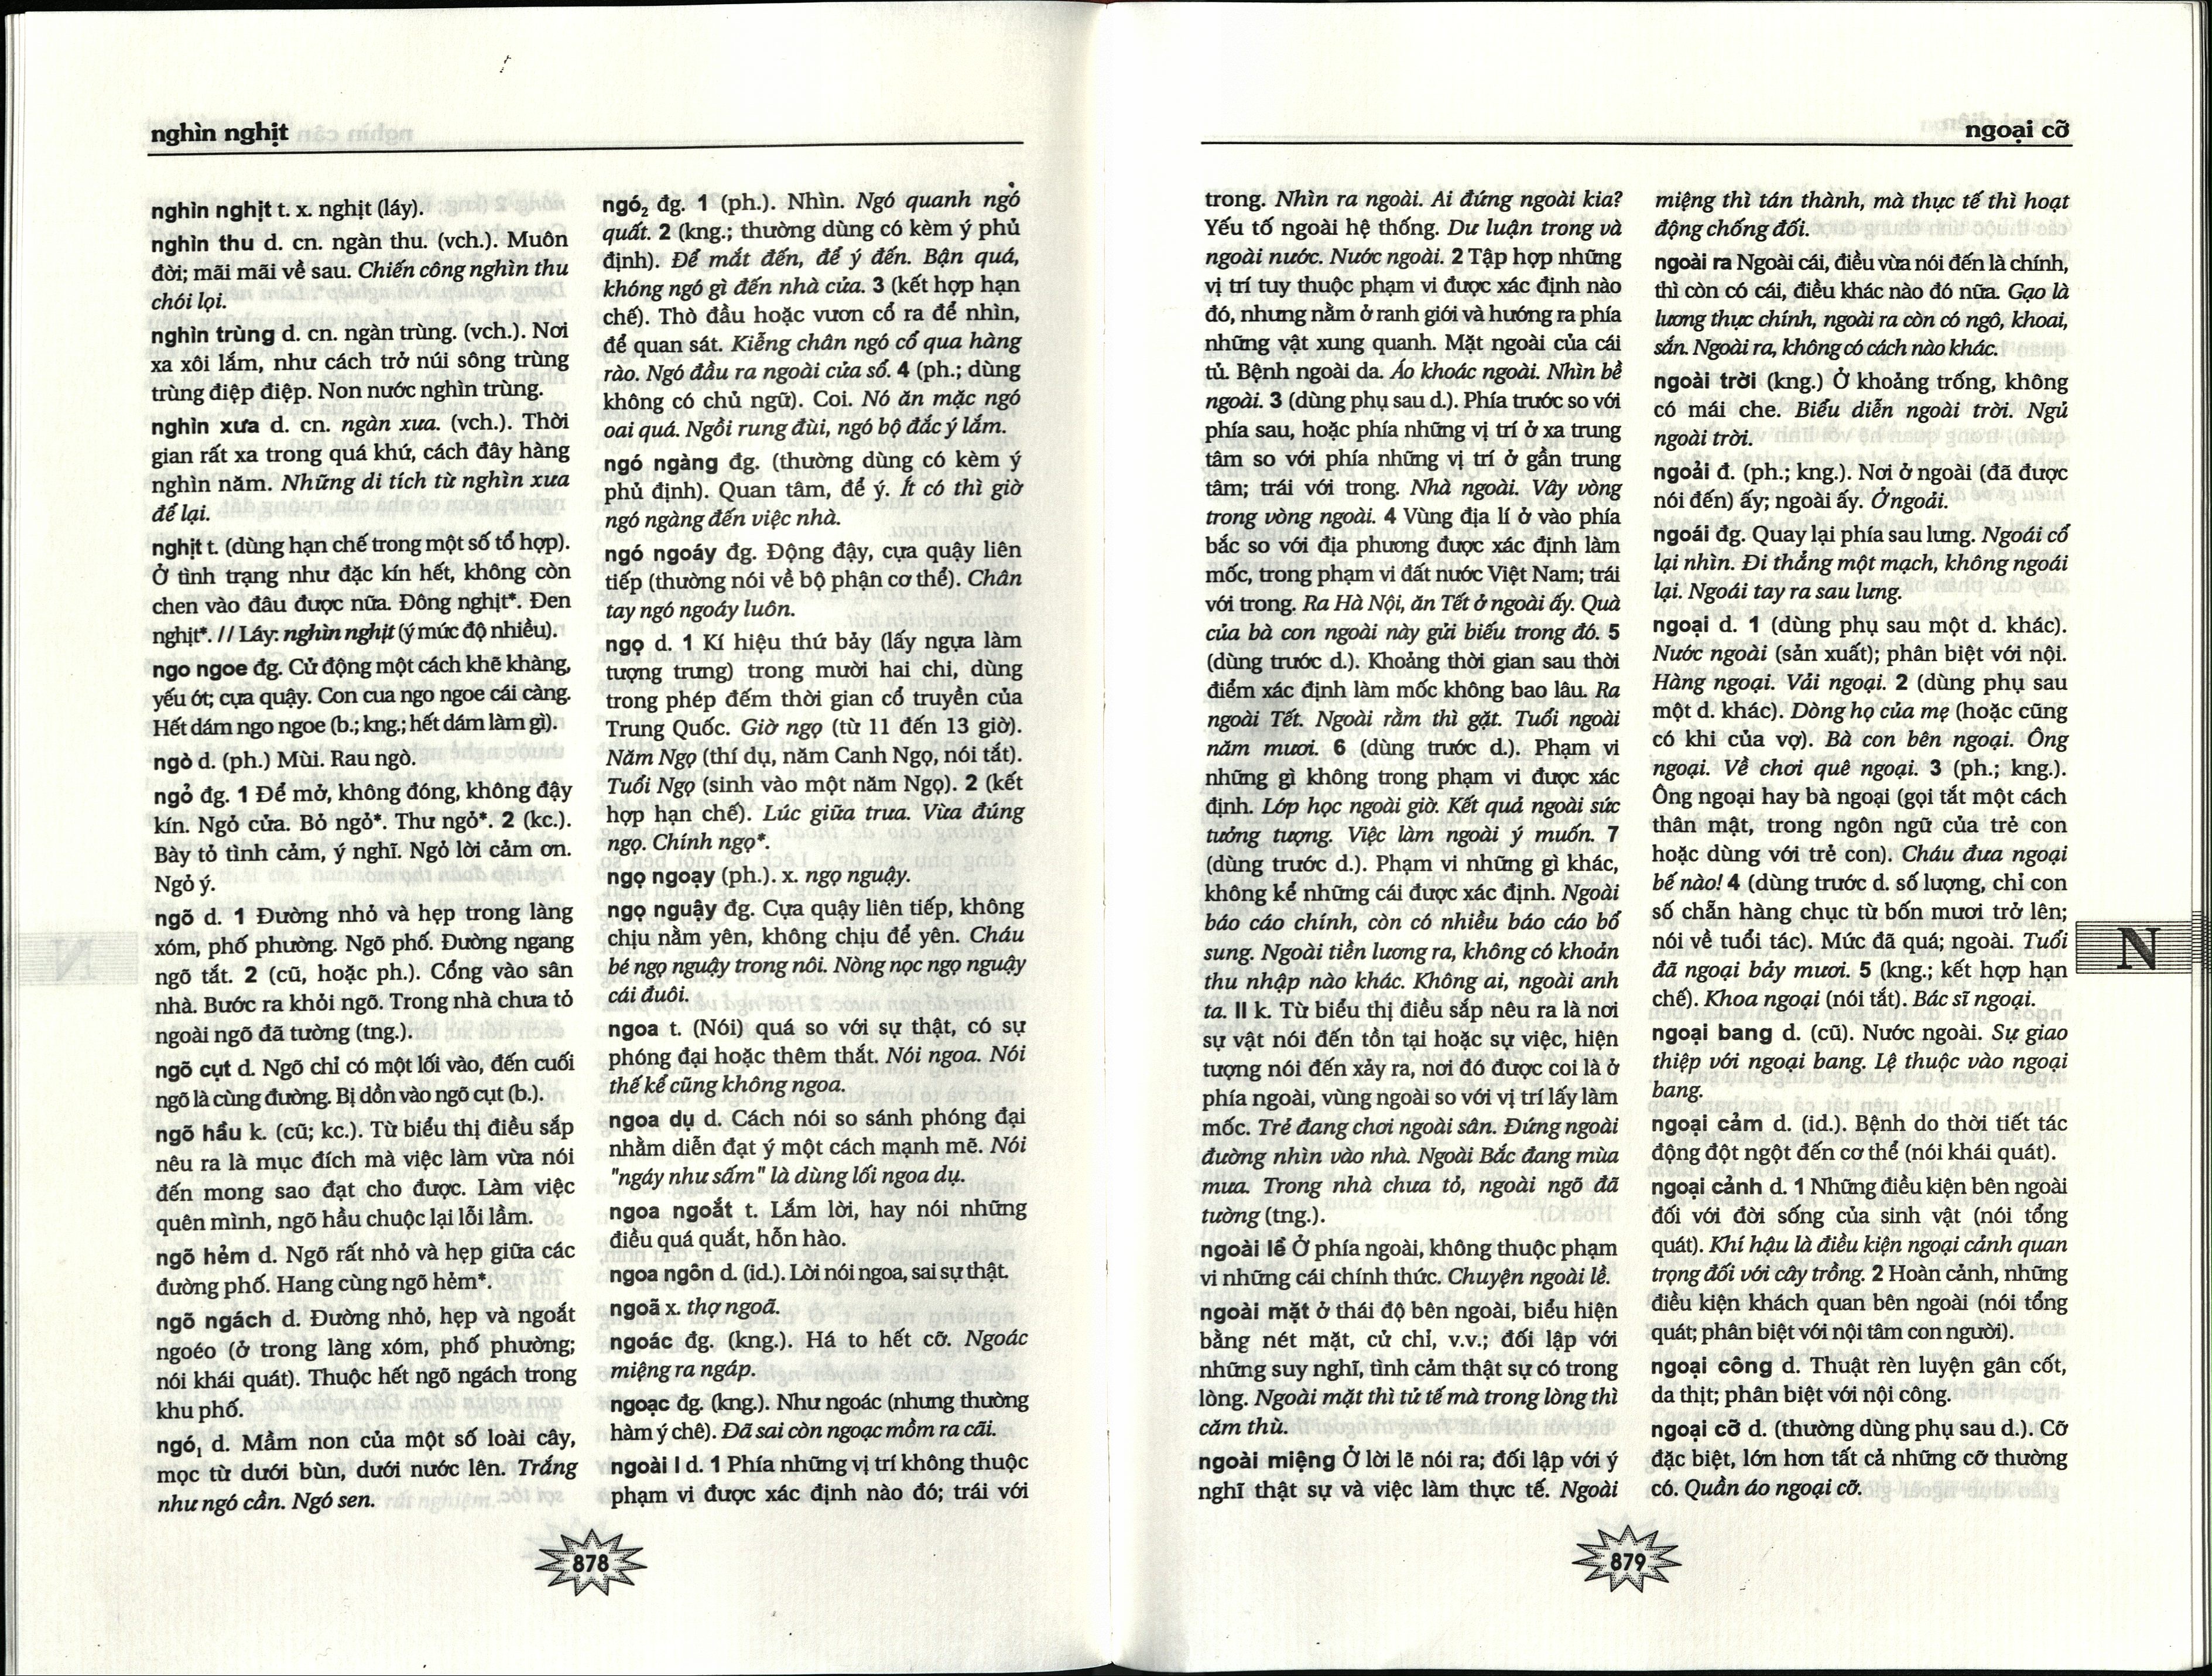 nghìn nghịt
nghìn nghịt t. x. nghịt (láy).
nghìn thu d. cn. ngàn thu. (vch.). Muôn
đời; mãi mãi về sau. Chiến công nghìn thu
chói lọi.
nghìn trùng d. cn. ngàn trùng. (vch.). Nơi
xa xôi lắm, như cách trở núi sông trùng
trùng điệp điệp. Non nước nghìn trùng.
nghìn xưa d. cn. ngàn xưa. (vch.). Thời
gian rất xa trong quá khứ, cách đây hàng
nghìn năm. Những di tích từ nghìn xưa
để lại.
nghịt t. (dùng hạn chế trong một số tổ hợp).
Ở tình trạng như đặc kín hết, không còn
chen vào đâu được nữa. Đông nghịt*. Đen
nghịt*. // Láy: nghìn nghịt (ý mức độ nhiều).
ngo ngoe đg. Cử động một cách khẽ khàng,
yếu ớt; cựa quậy. Con cua ngo ngoe cái càng.
Hết dám ngo ngoe (b.; kng.; hết dám làm gì).
ngò d. (ph.) Mùi. Rau ngò.
ngỏ đg. 1 Để mở, không đóng, không đậy
kín. Ngỏ cửa. Bỏ ngỏ*. Thư ngỏ*. 2 (kc.).
Bày tỏ tình cảm, ý nghĩ. Ngỏ lời cảm ơn.
Ngỏ ý.
ngõ d. 1 Đường nhỏ và hẹp trong làng
xóm, phố phường. Ngõ phố. Đường ngang
ngõ tắt. 2 (cũ, hoặc ph.). Cổng vào sân
nhà. Bước ra khỏi ngõ. Trong nhà chưa tỏ
ngoài ngõ đã tường (tng.).
ngõ cụt d. Ngõ chỉ có một lối vào, đến cuối
ngõ là cùng đường. Bị dồn vào ngõ cụt (b.).
ngõ hầu k. (cũ; kc.). Từ biểu thị điều sắp
nêu ra là mục đích mà việc làm vừa nói
đến mong sao đạt cho được. Làm việc
quên mình, ngõ hầu chuộc lại lỗi lầm.
ngõ hẻm d. Ngõ rất nhỏ và hẹp giữa các
đường phố. Hang cùng ngõ hẻm*.
ngõ ngách d. Đường nhỏ, hẹp và ngoắt
ngoéo (ở trong làng xóm, phố phường;
nói khái quát). Thuộc hết ngõ ngách trong
khu phố.
ngó₁ d. Mầm non của một số loài cây,
mọc từ dưới bùn, dưới nước lên. Trắng
như ngó cần. Ngó sen.
ngó₂ đg. 1 (ph.). Nhìn. Ngó quanh ngó
quất. 2 (kng.; thường dùng có kèm ý phủ
định). Để mắt đến, để ý đến. Bận quá,
không ngó gì đến nhà cửa. 3 (kết hợp hạn
chế). Thò đầu hoặc vươn cổ ra để nhìn,
để quan sát. Kiễng chân ngó cổ qua hàng
rào. Ngó đầu ra ngoài cửa sổ. 4 (ph.; dùng
không có chủ ngữ). Coi. Nó ăn mặc ngó
oai quá. Ngồi rung đùi, ngó bộ đắc ý lắm.
ngó ngàng đg. (thường dùng có kèm ý
phủ định). Quan tâm, để ý. Ít có thì giờ
ngó ngàng đến việc nhà.
ngó ngoáy đg. Động đậy, cựa quậy liên
tiếp (thường nói về bộ phận cơ thể). Chân
tay ngó ngoáy luôn.
ngọ d. 1 Kí hiệu thứ bảy (lấy ngựa làm
tượng trưng) trong mười hai chi, dùng
trong phép đếm thời gian cổ truyền của
Trung Quốc. Giờ ngọ (từ 11 đến 13 giờ).
Năm Ngọ (thí dụ, năm Canh Ngọ, nói tắt).
Tuổi Ngọ (sinh vào một năm Ngọ). 2 (kết
hợp hạn chế). Lúc giữa trưa. Vừa đúng
ngọ. Chính ngọ*.
ngọ ngoạy (ph.). x. ngọ nguậy.
ngọ nguậy đg. Cựa quậy liên tiếp, không
chịu nằm yên, không chịu để yên. Cháu
bé ngọ nguậy trong nôi. Nòng nọc ngọ nguậy
cái đuôi.
ngoa t. (Nói) quá so với sự thật, có sự
phóng đại hoặc thêm thắt. Nói ngoa. Nói
thế kể cũng không ngoa.
ngoa dụ d. Cách nói so sánh phóng đại
nhằm diễn đạt ý một cách mạnh mẽ. Nói
"ngáy như sấm" là dùng lối ngoa dụ.
ngoa ngoắt t. Lắm lời, hay nói những
điều quá quắt, hỗn hào.
ngoa ngôn d. (id.). Lời nói ngoa, sai sự thật.
ngoã x. thợ ngoã.
ngoác đg. (kng.). Há to hết cỡ. Ngoác
miệng ra ngáp.
ngoạc đg. (kng.). Như ngoác (nhưng thường
hàm ý chê). Đã sai còn ngoạc mồm ra cãi.
ngoài I d. 1 Phía những vị trí không thuộc
phạm vi được xác định nào đó; trái với
878
ngoại cỡ
trong. Nhìn ra ngoài. Ai đứng ngoài kia?
Yếu tố ngoài hệ thống. Dư luận trong và
ngoài nước. Nước ngoài. 2 Tập hợp những
vị trí tuy thuộc phạm vi được xác định nào
đó, nhưng nằm ở ranh giới và hướng ra phía
những vật xung quanh. Mặt ngoài của cái
tủ. Bệnh ngoài da. Áo khoác ngoài. Nhìn bề
ngoài. 3 (dùng phụ sau d.). Phía trước so với
phía sau, hoặc phía những vị trí ở xa trung
tâm so với phía những vị trí ở gần trung
tâm; trái với trong. Nhà ngoài. Vây vòng
trong vòng ngoài. 4 Vùng địa lí ở vào phía
bắc so với địa phương được xác định làm
mốc, trong phạm vi đất nước Việt Nam; trái
với trong. Ra Hà Nội, ăn Tết ở ngoài ấy. Quà
của bà con ngoài này gửi biếu trong đó. 5
(dùng trước d.). Khoảng thời gian sau thời
điểm xác định làm mốc không bao lâu. Ra
ngoài Tết. Ngoài rằm thì gặt. Tuổi ngoài
năm mươi. 6 (dùng trước d.). Phạm vi
những gì không trong phạm vi được xác
định. Lớp học ngoài giờ. Kết quả ngoài sức
tưởng tượng. Việc làm ngoài ý muốn. 7
(dùng trước d.). Phạm vi những gì khác,
không kể những cái được xác định. Ngoài
báo cáo chính, còn có nhiều báo cáo bổ
sung. Ngoài tiền lương ra, không có khoản
thu nhập nào khác. Không ai, ngoài anh
ta. II k. Từ biểu thị điều sắp nêu ra là nơi
sự vật nói đến tồn tại hoặc sự việc, hiện
tượng nói đến xảy ra, nơi đó được coi là ở
phía ngoài, vùng ngoài so với vị trí lấy làm
mốc. Trẻ đang chơi ngoài sân. Đứng ngoài
đường nhìn vào nhà. Ngoài Bắc đang mùa
mưa. Trong nhà chưa tỏ, ngoài ngõ đã
tường (tng.).
ngoài lề Ở phía ngoài, không thuộc phạm
vi những cái chính thức. Chuyện ngoài lề.
ngoài mặt ở thái độ bên ngoài, biểu hiện
bằng nét mặt, cử chỉ, v.v.; đối lập với
những suy nghĩ, tình cảm thật sự có trong
lòng. Ngoài mặt thì tử tế mà trong lòng thì
căm thù.
ngoài miệng Ở lời lẽ nói ra; đối lập với ý
nghĩ thật sự và việc làm thực tế. Ngoài
miệng thì tán thành, mà thực tế thì hoạt
động chống đối.
ngoài ra Ngoài cái, điều vừa nói đến là chính,
thì còn có cái, điều khác nào đó nữa. Gạo là
lương thực chính, ngoài ra còn có ngô, khoai,
sắn. Ngoài ra, không có cách nào khác.
ngoài trời (kng.) Ở khoảng trống, không
có mái che. Biểu diễn ngoài trời. Ngủ
ngoài trời.
ngoải đ. (ph.; kng.). Nơi ở ngoài (đã được
nói đến) ấy; ngoài ấy. Ở ngoải.
ngoái đg. Quay lại phía sau lưng. Ngoái cổ
lại nhìn. Đi thẳng một mạch, không ngoái
lại. Ngoái tay ra sau lưng.
ngoại d. 1 (dùng phụ sau một d. khác).
Nước ngoài (sản xuất); phân biệt với nội.
Hàng ngoại. Vải ngoại. 2 (dùng phụ sau
một d. khác). Dòng họ của mẹ (hoặc cũng
có khi của vợ). Bà con bên ngoại. Ông
ngoại. Về chơi quê ngoại. 3 (ph.; kng.).
Ông ngoại hay bà ngoại (gọi tắt một cách
thân mật, trong ngôn ngữ của trẻ con
hoặc dùng với trẻ con). Cháu đưa ngoại
bế nào! 4 (dùng trước d. số lượng, chỉ con
số chẵn hàng chục từ bốn mươi trở lên;
nói về tuổi tác). Mức đã quá; ngoài. Tuổi
đã ngoại bảy mươi. 5 (kng.; kết hợp hạn
chế). Khoa ngoại (nói tắt). Bác sĩ ngoại.
ngoại bang d. (cũ). Nước ngoài. Sự giao
thiệp với ngoại bang. Lệ thuộc vào ngoại
bang.
ngoại cảm d. (id.). Bệnh do thời tiết tác
động đột ngột đến cơ thể (nói khái quát).
ngoại cảnh d. 1 Những điều kiện bên ngoài
đối với đời sống của sinh vật (nói tổng
quát). Khí hậu là điều kiện ngoại cảnh quan
trọng đối với cây trồng. 2 Hoàn cảnh, những
điều kiện khách quan bên ngoài (nói tổng
quát; phân biệt với nội tâm con người).
ngoại công d. Thuật rèn luyện gân cốt,
da thịt; phân biệt với nội công.
ngoại cỡ d. (thường dùng phụ sau d.). Cỡ
đặc biệt, lớn hơn tất cả những cỡ thường
có. Quần áo ngoại cỡ.
N
879